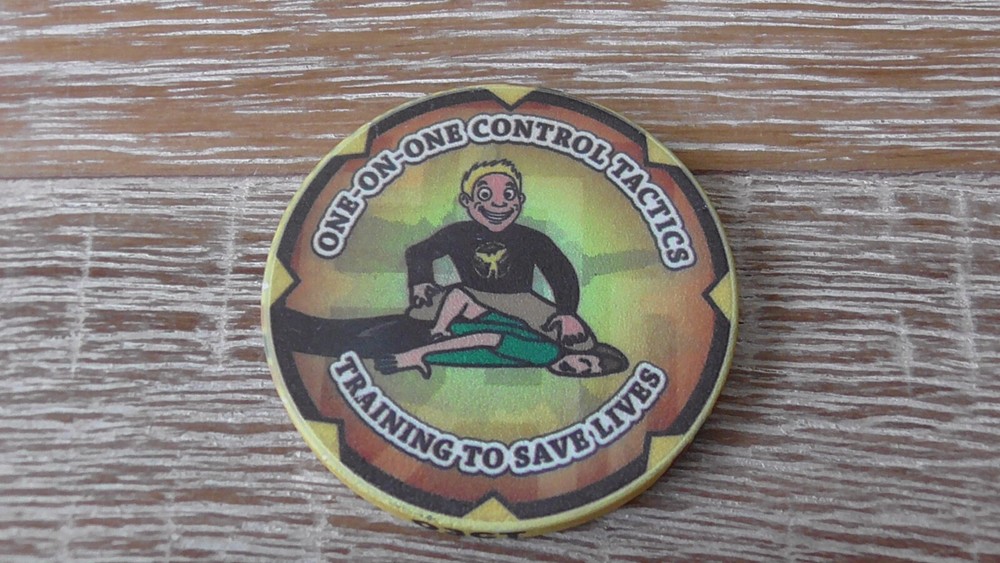 ONE-ON-ONE CONTROL TACTICS
TRAINING TO SAVE LIVES